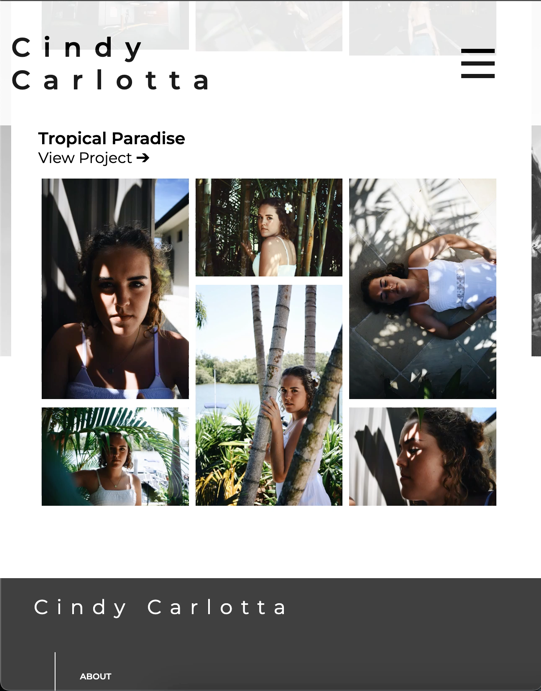 Cindy
Carlotta
Tropical Paradise
View Project ➔
Cindy Carlotta
ABOUT